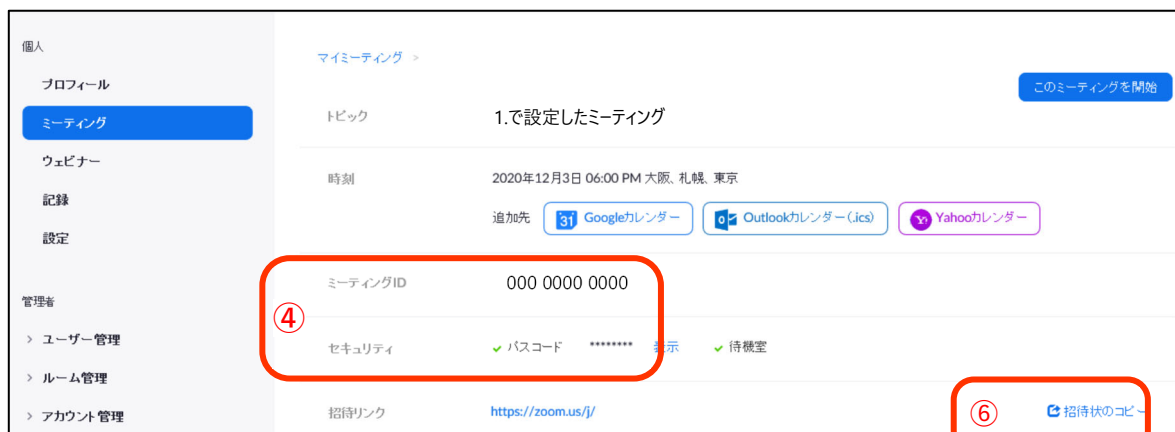 個人
プロフィール
ミーティング
ウェビナー
記録
設定
管理者
> ユーザー管理
> ルーム管理
> アカウント管理
マイミーティング >
このミーティングを開始
トピック 1.で設定したミーティング
時刻 2020年12月3日 06:00 PM 大阪、札幌、東京
追加先 31 Googleカレンダー Outlookカレンダー(.ics) Yahooカレンダー
④
ミーティングID 000 0000 0000
セキュリティ ✓ パスコード ******** 表示 ✓ 待機室
招待リンク https://zoom.us/j/ ⑥ 招待状のコピー